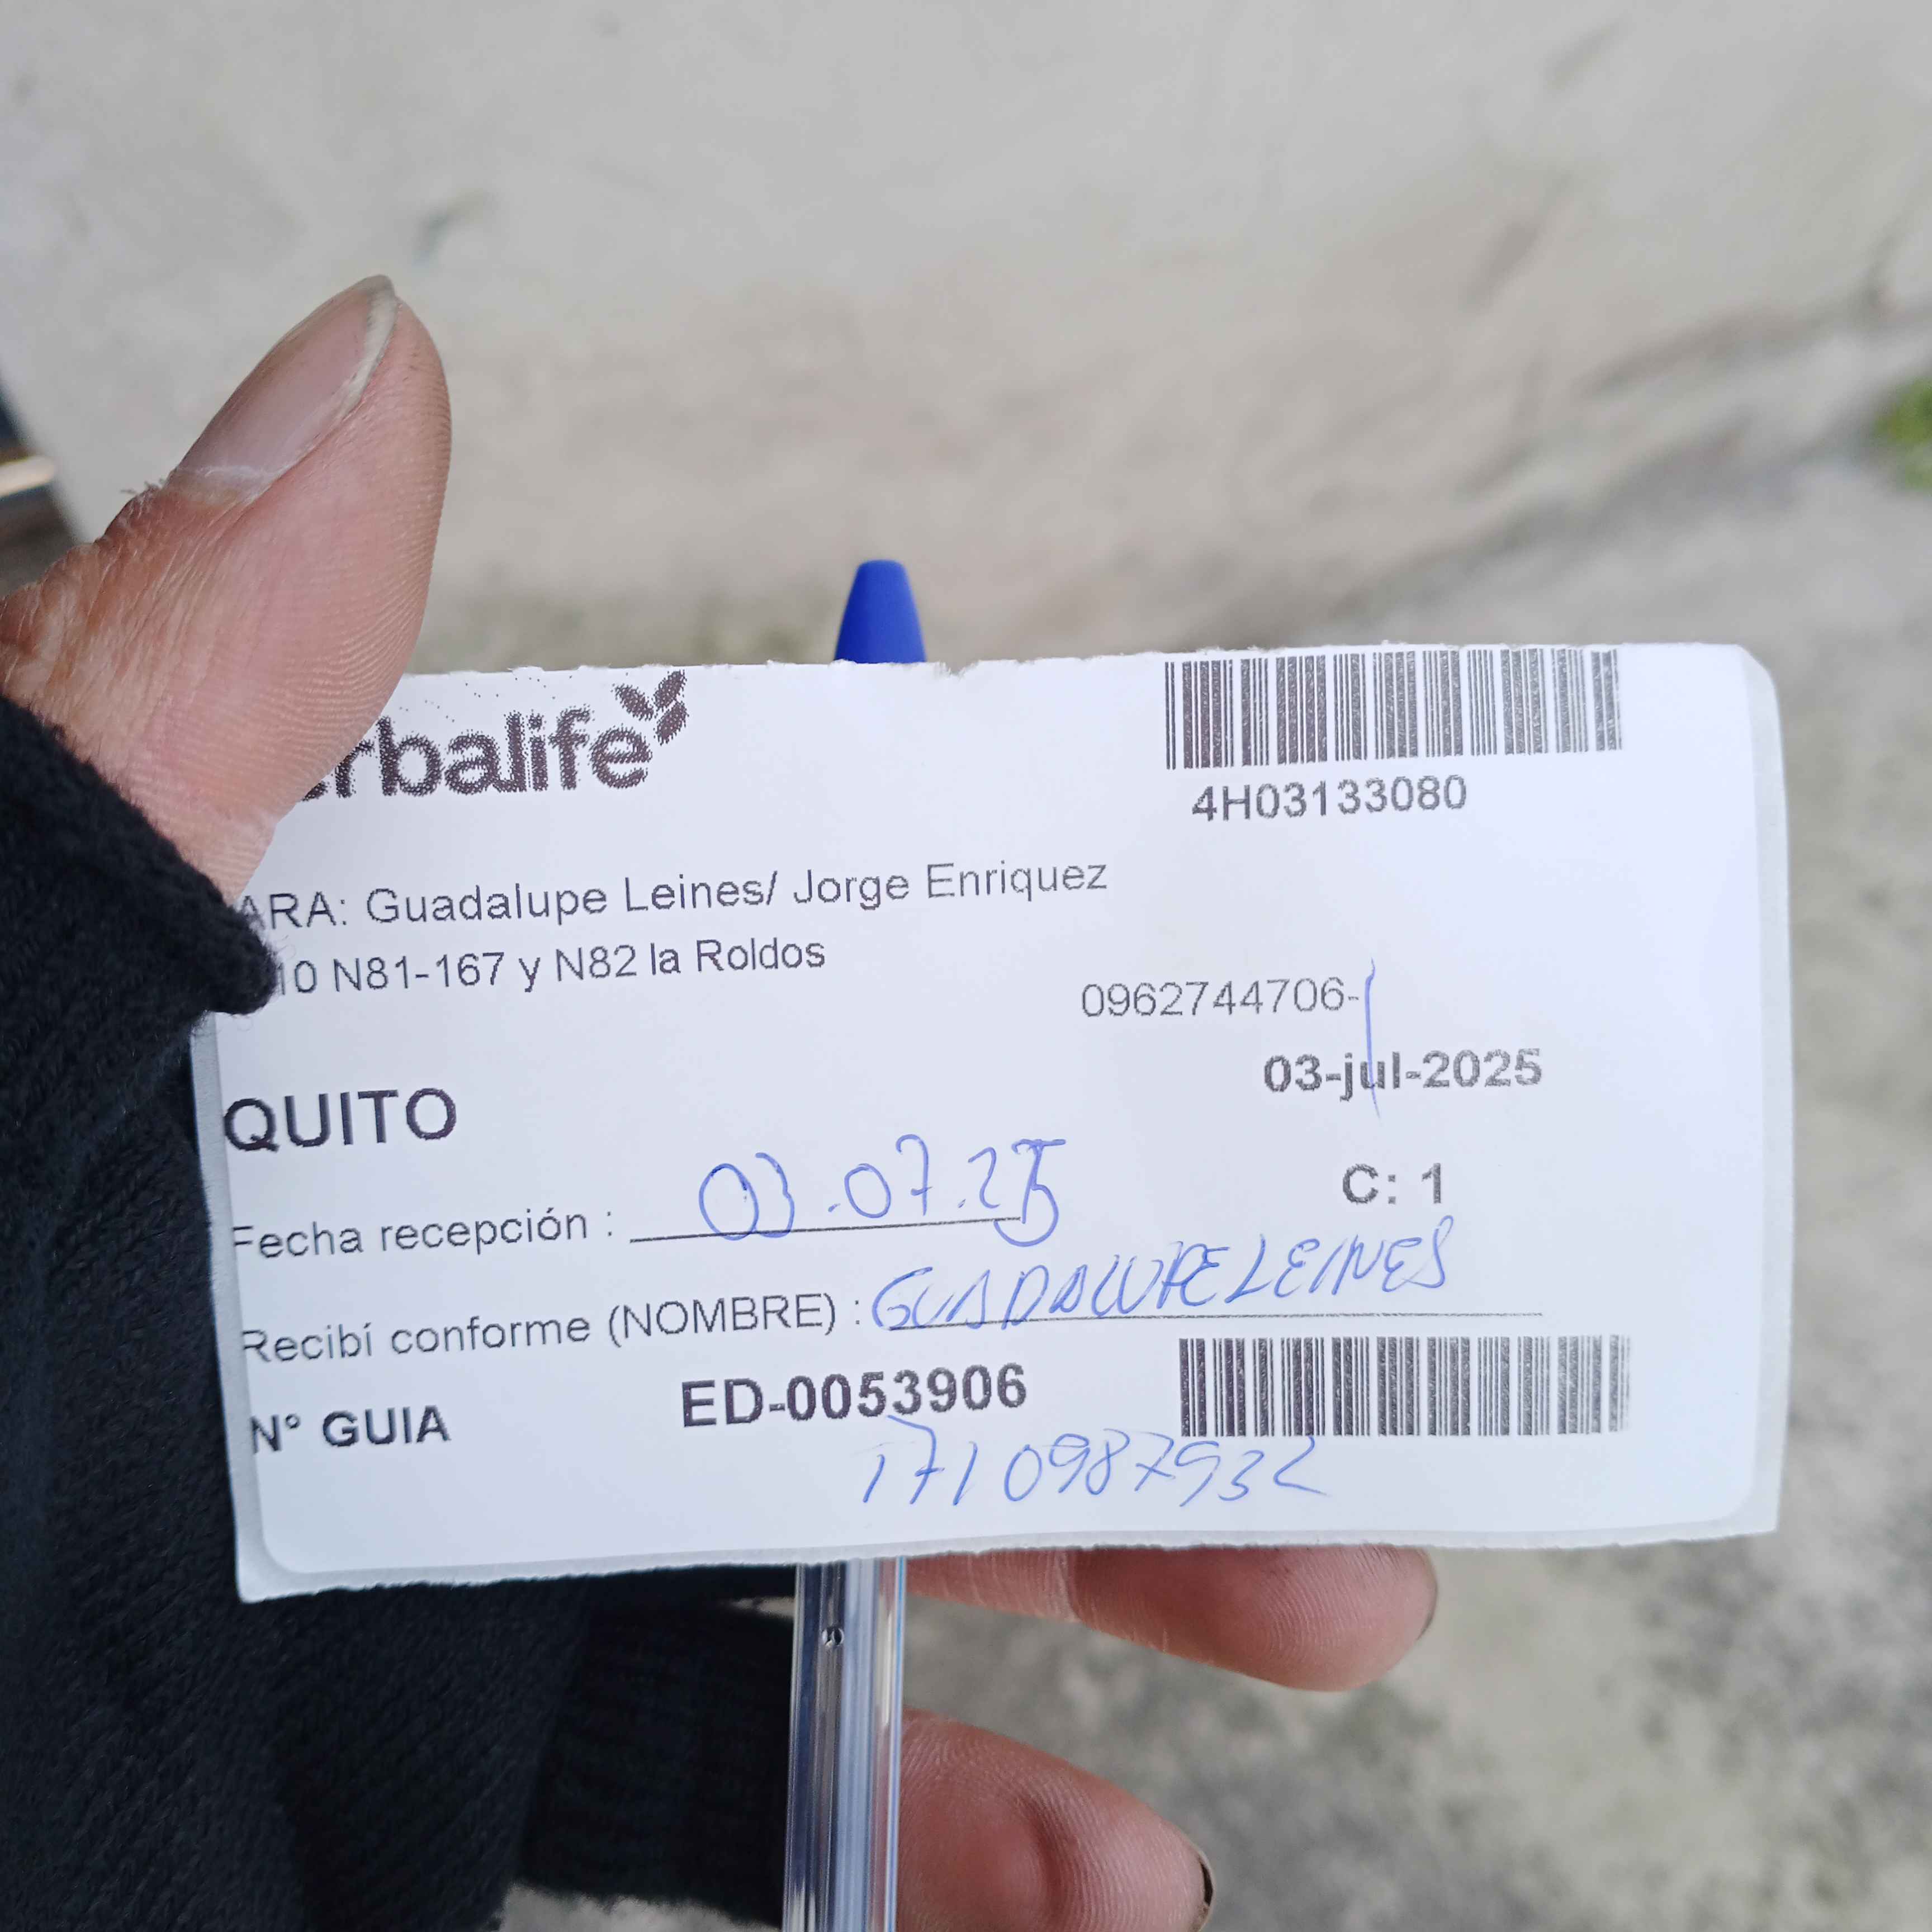 rbalife
4H03133080
ARA: Guadalupe Leines/ Jorge Enriquez
10 N81-167 y N82 la Roldos
0962744706-
03-jul-2025
QUITO
C: 1
Fecha recepción : 03.07.25
Recibí conforme (NOMBRE) : GUADALUPE LEINES
N° GUIA ED-0053906
1710987932